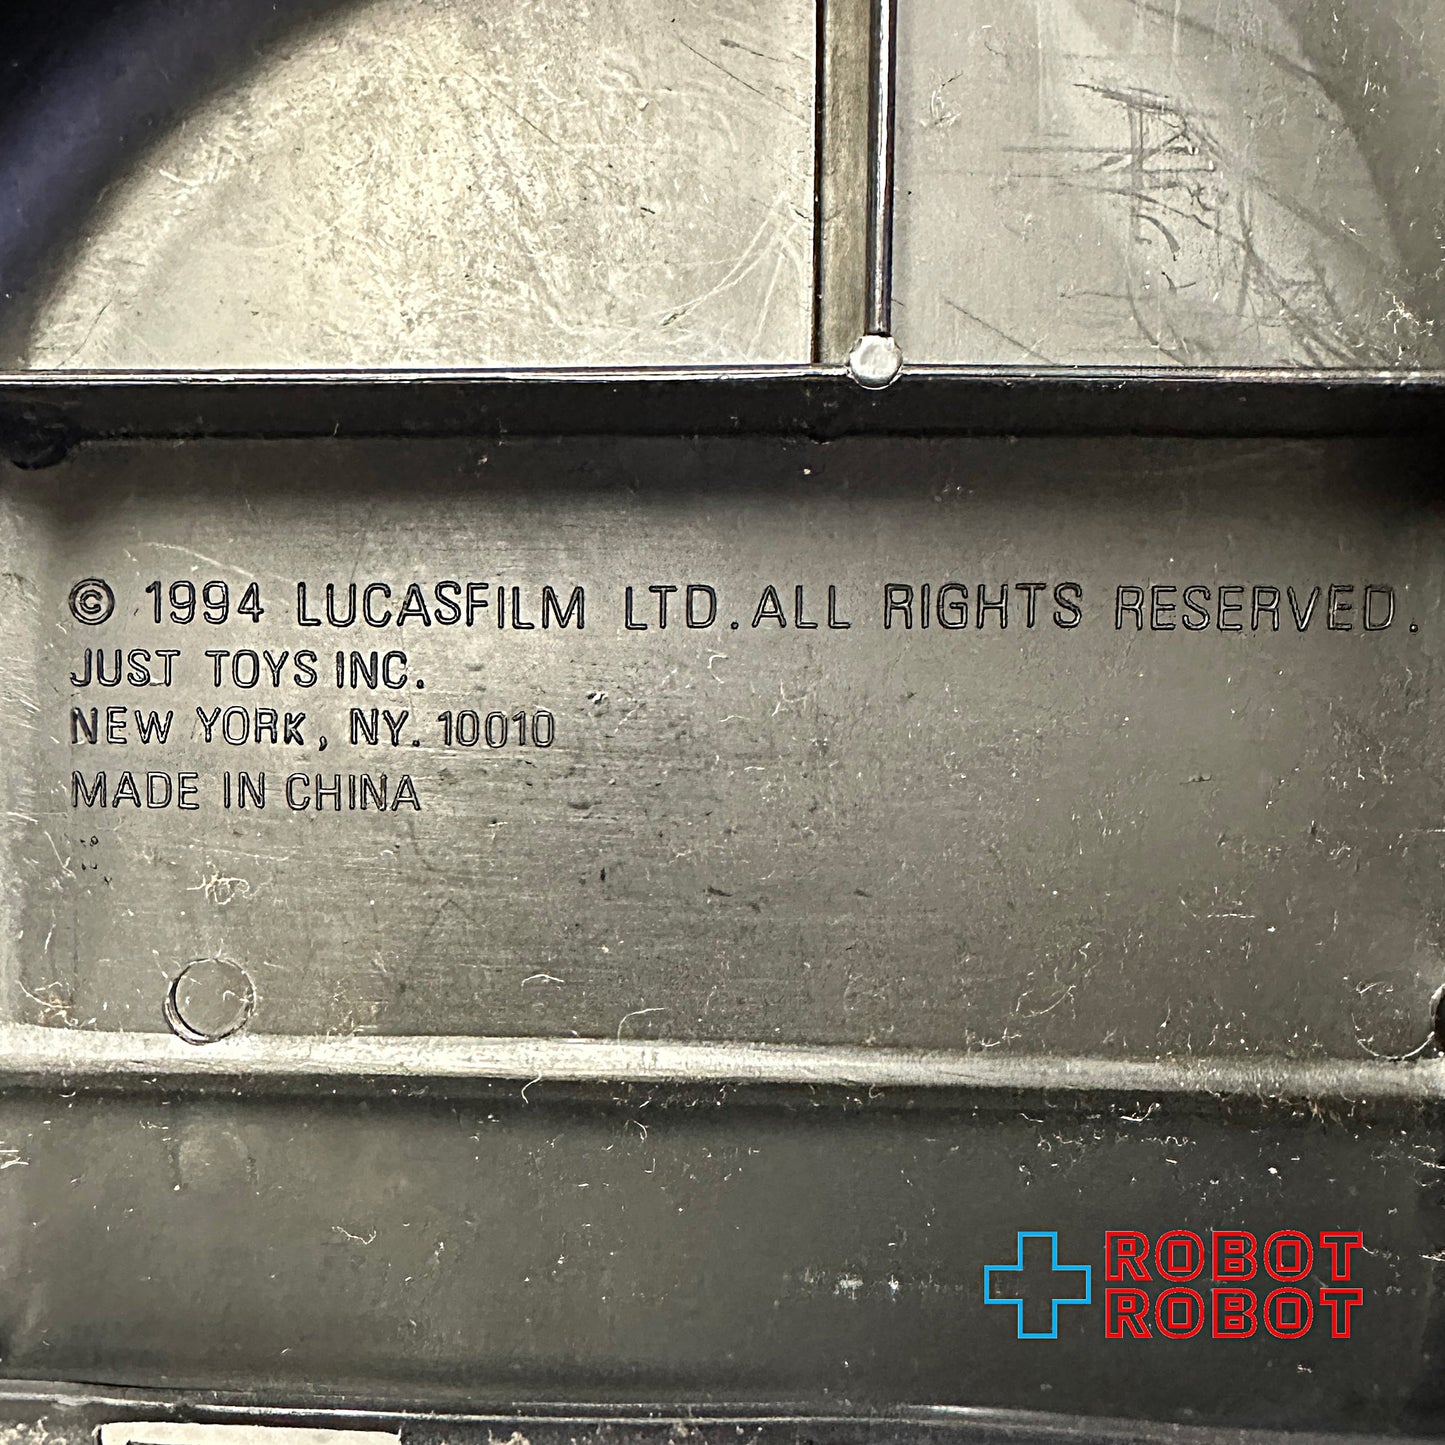 © 1994 LUCASFILM LTD. ALL RIGHTS RESERVED.
JUST TOYS INC.
NEW YORK, NY. 10010
MADE IN CHINA
ROBOT
ROBOT